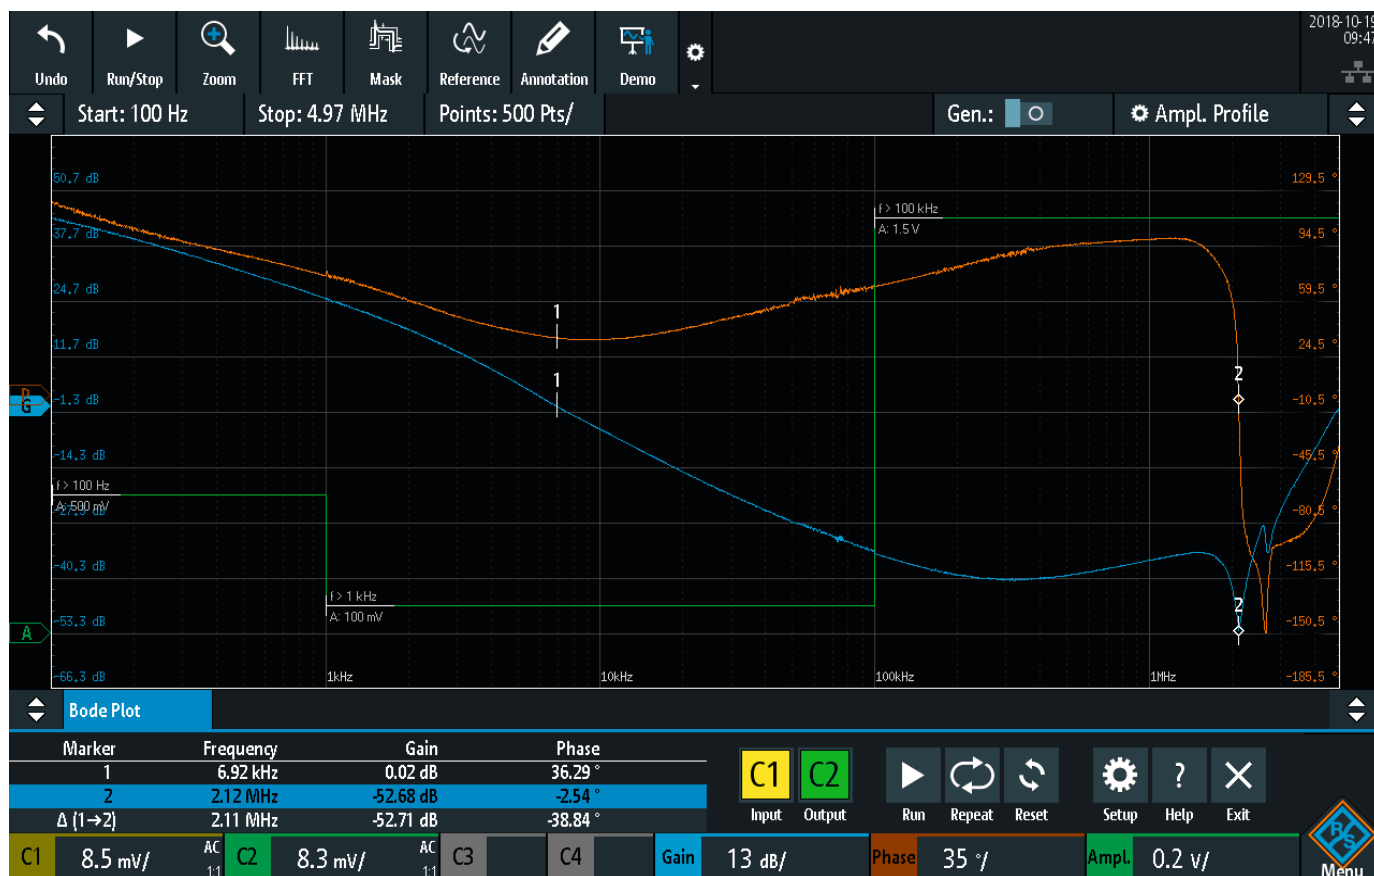 2018-10-19
09:47
Undo
Run/Stop
Zoom
FFT
Mask
Reference
Annotation
Demo
Start: 100 Hz
Stop: 4.97 MHz
Points: 500 Pts/
Gen.:
Ampl. Profile
50.7 dB
129.5 °
37.7 dB
94.5 °
24.7 dB
59.5 °
11.7 dB
24.5 °
-1.3 dB
-10.5 °
-14.3 dB
-45.5 °
-27.3 dB
-80.5 °
-40.3 dB
-115.5 °
-53.3 dB
-150.5 °
-66.3 dB
-185.5 °
f > 100 kHz
A: 1.5 V
f > 100 Hz
A: 500 mV
f > 1 kHz
A: 100 mV
1
1
2
2
P
G
A
1kHz
10kHz
100kHz
1MHz
Bode Plot
Marker Frequency Gain Phase
1 6.92 kHz 0.02 dB 36.29 °
2 2.12 MHz -52.68 dB -2.54 °
Δ (1→2) 2.11 MHz -52.71 dB -38.84 °
C1
Input
C2
Output
Run
Repeat
Reset
Setup
?
Help
Exit
C1 8.5 mV/ AC 1:1
C2 8.3 mV/ AC 1:1
C3
C4
Gain 13 dB/
Phase 35 °/
Ampl. 0.2 V/
R&S
Menu